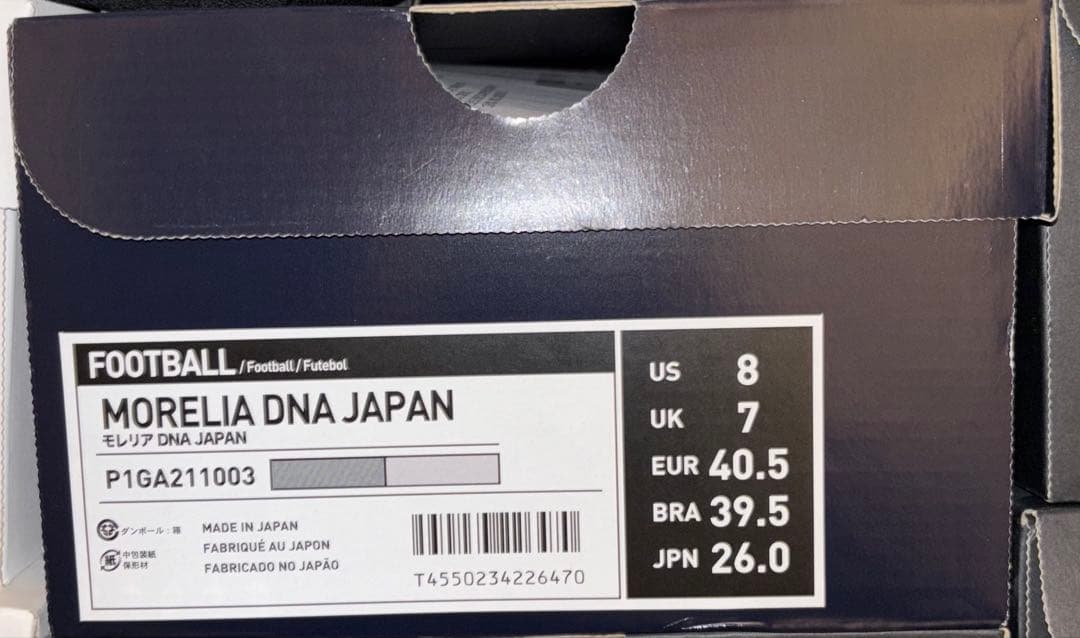 FOOTBALL / Football / Futebol
MORELIA DNA JAPAN
モレリア DNA JAPAN
P1GA211003
ダンボール：箱
紙
中包装紙
保形材
MADE IN JAPAN
FABRIQUÉ AU JAPON
FABRICADO NO JAPÃO
T4550234226470
US 8
UK 7
EUR 40.5
BRA 39.5
JPN 26.0